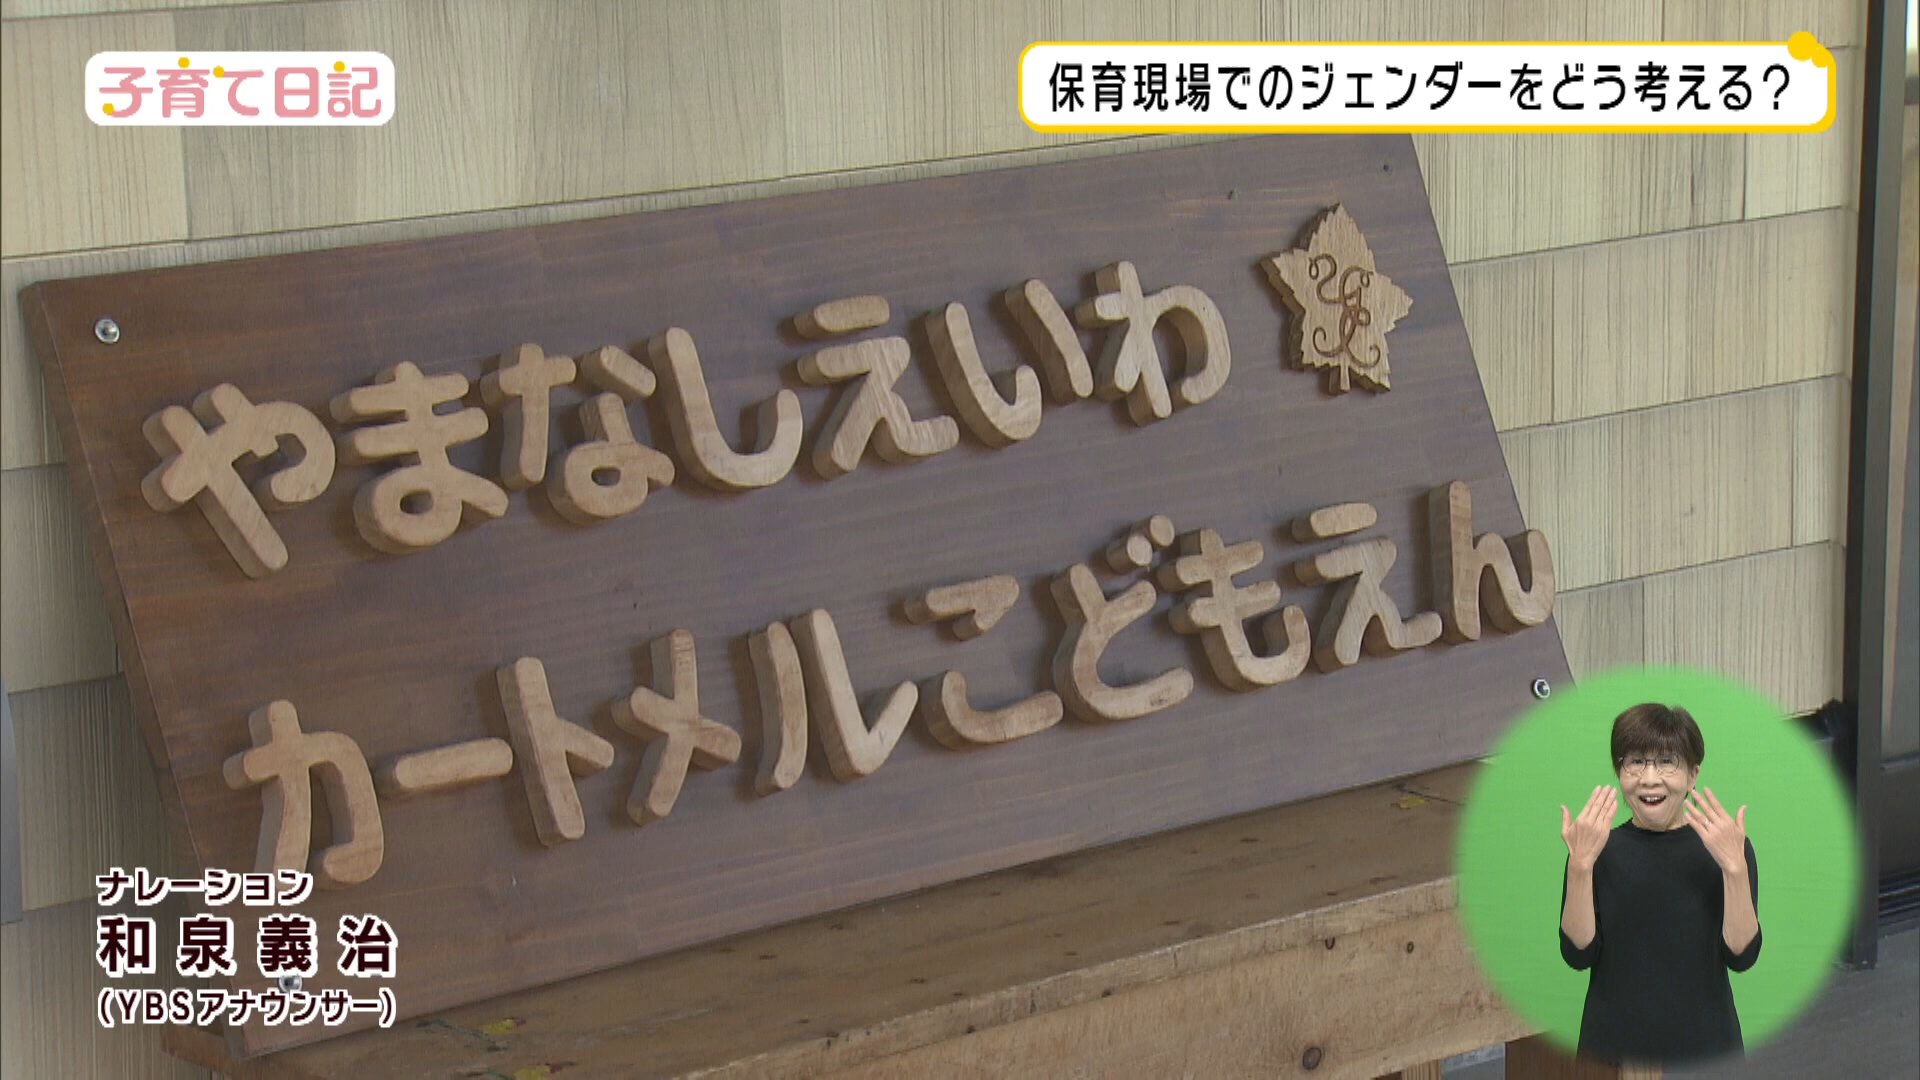 子育て日記
保育現場でのジェンダーをどう考える？
やまなしえいわ
カートメルこどもえん
ナレーション
和泉義治
(YBSアナウンサー)